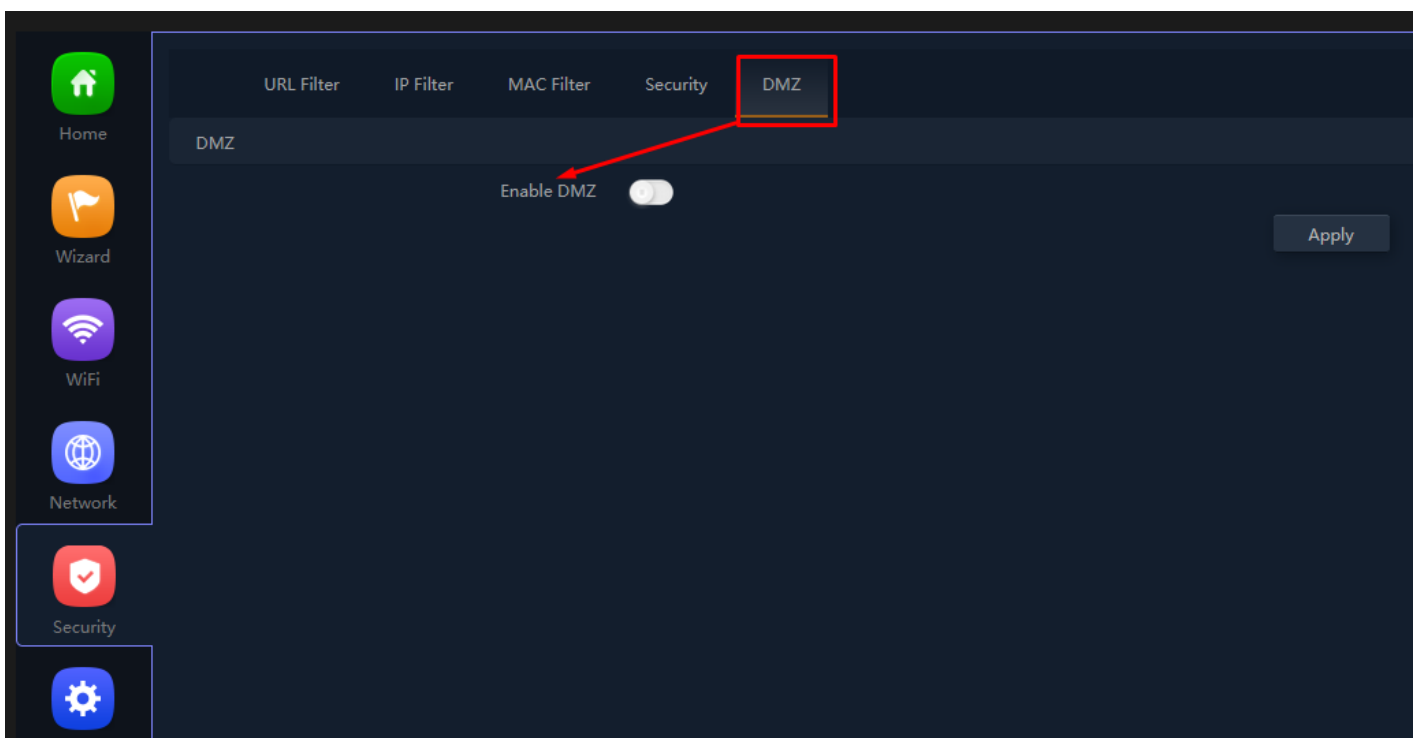 Home
Wizard
WiFi
Network
Security
URL Filter IP Filter MAC Filter Security DMZ
DMZ
Enable DMZ
Apply